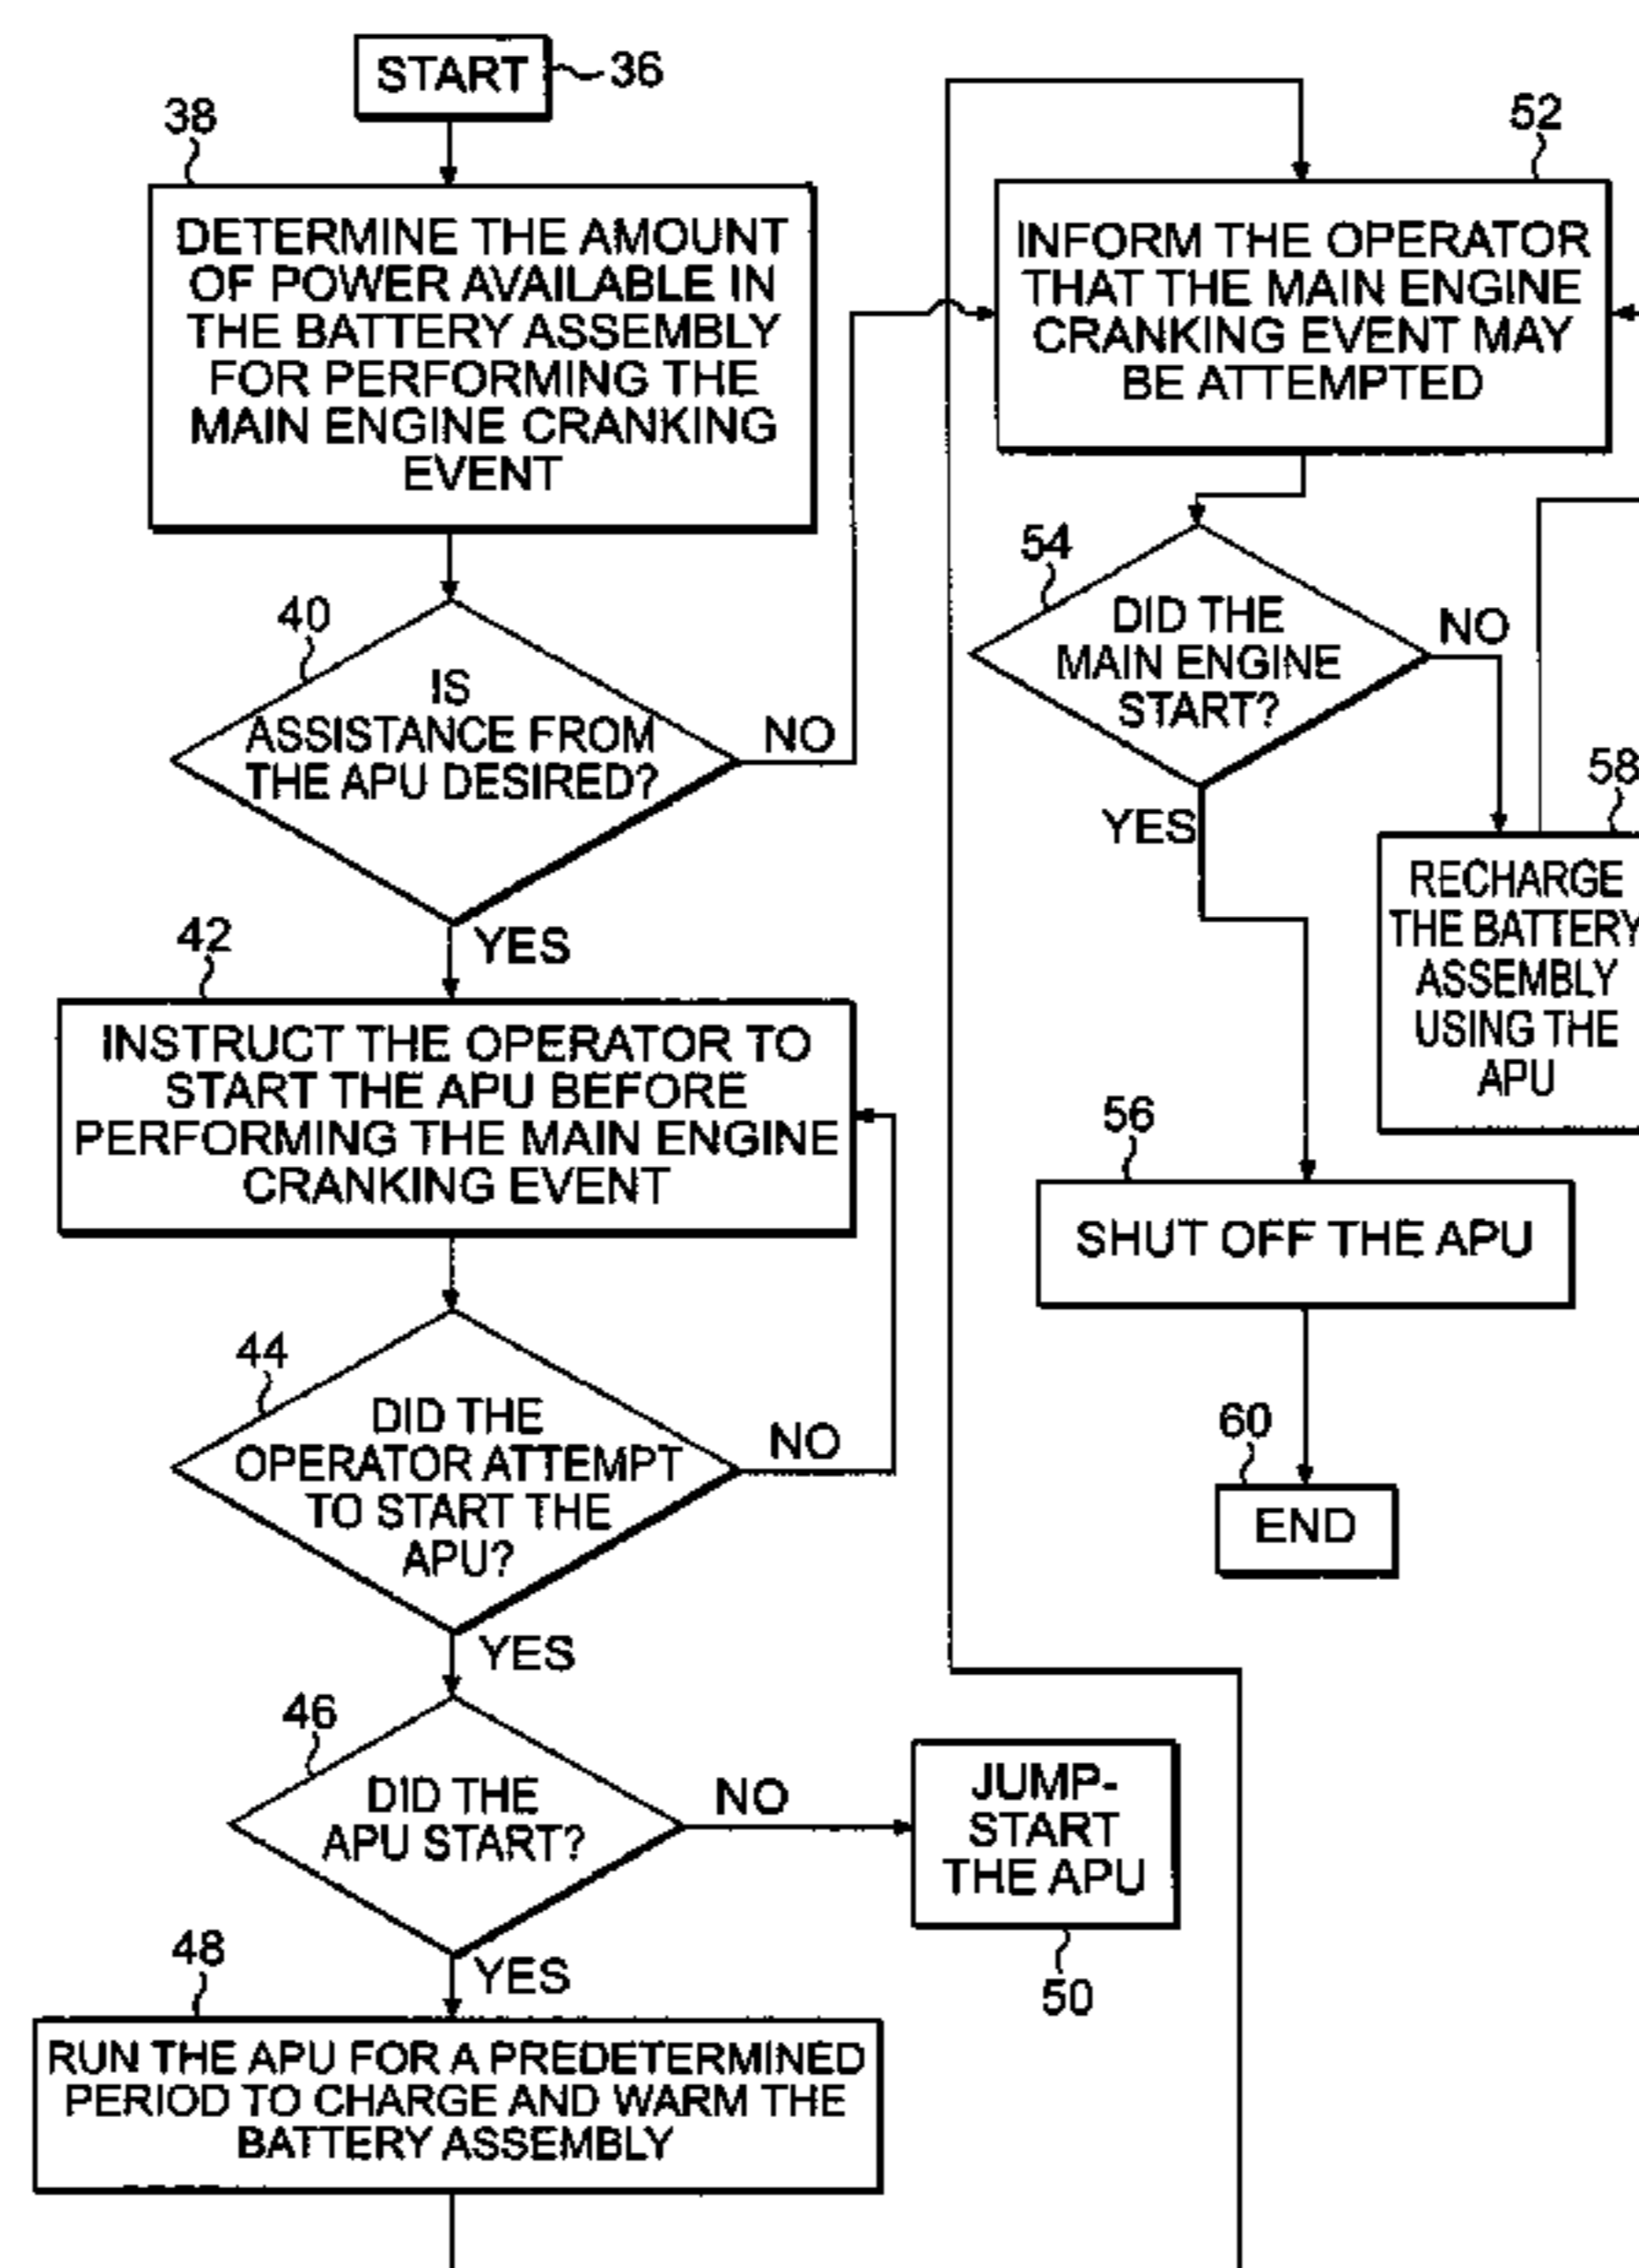 START
36
38
DETERMINE THE AMOUNT
OF POWER AVAILABLE IN
THE BATTERY ASSEMBLY
FOR PERFORMING THE
MAIN ENGINE CRANKING
EVENT
40
IS
ASSISTANCE FROM
THE APU DESIRED?
NO
YES
42
INSTRUCT THE OPERATOR TO
START THE APU BEFORE
PERFORMING THE MAIN ENGINE
CRANKING EVENT
44
DID THE
OPERATOR ATTEMPT
TO START THE
APU?
NO
YES
46
DID THE
APU START?
NO
YES
JUMP-
START
THE APU
50
48
RUN THE APU FOR A PREDETERMINED
PERIOD TO CHARGE AND WARM THE
BATTERY ASSEMBLY
52
INFORM THE OPERATOR
THAT THE MAIN ENGINE
CRANKING EVENT MAY
BE ATTEMPTED
54
DID THE
MAIN ENGINE
START?
NO
YES
58
RECHARGE
THE BATTERY
ASSEMBLY
USING THE
APU
56
SHUT OFF THE APU
60
END